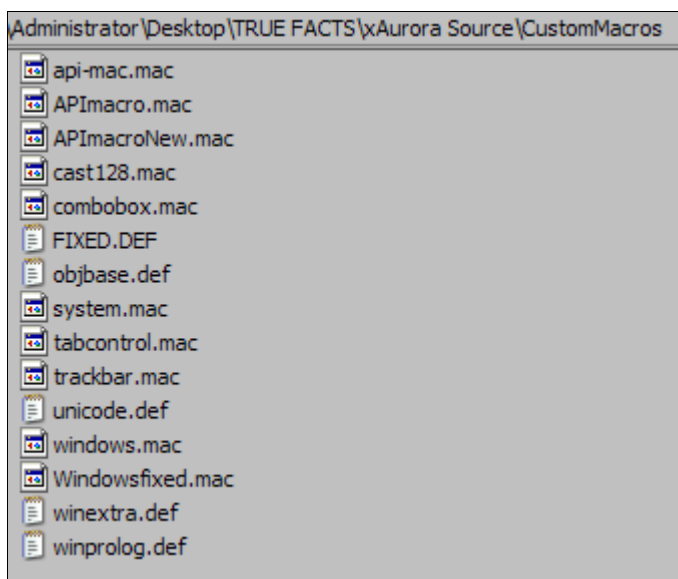 \Administrator\Desktop\TRUE FACTS\xAurora Source\CustomMacros
api-mac.mac
APImacro.mac
APImacroNew.mac
cast128.mac
combobox.mac
FIXED.DEF
objbase.def
system.mac
tabcontrol.mac
trackbar.mac
unicode.def
windows.mac
Windowsfixed.mac
winextra.def
winprolog.def